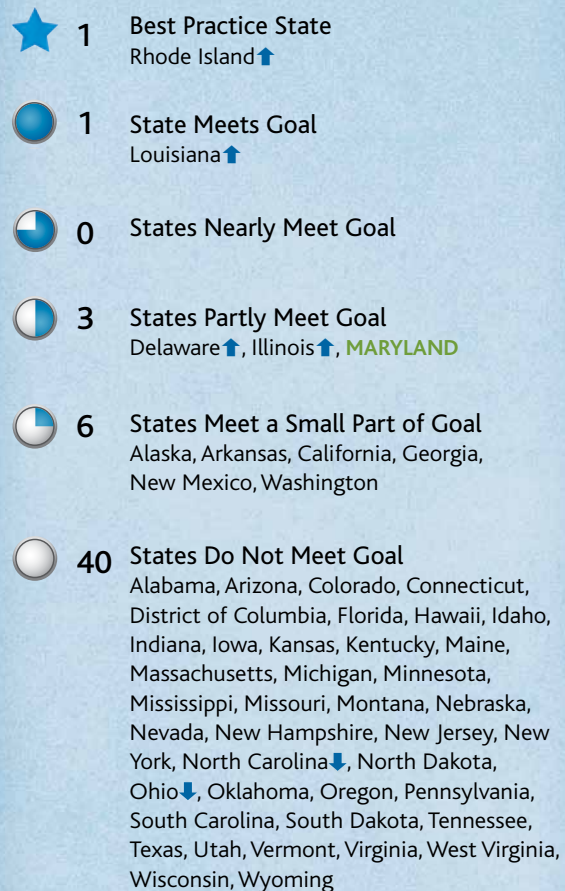 1 Best Practice State
Rhode Island⬆
1 State Meets Goal
Louisiana⬆
0 States Nearly Meet Goal
3 States Partly Meet Goal
Delaware⬆, Illinois⬆, MARYLAND
6 States Meet a Small Part of Goal
Alaska, Arkansas, California, Georgia,
New Mexico, Washington
40 States Do Not Meet Goal
Alabama, Arizona, Colorado, Connecticut,
District of Columbia, Florida, Hawaii, Idaho,
Indiana, Iowa, Kansas, Kentucky, Maine,
Massachusetts, Michigan, Minnesota,
Mississippi, Missouri, Montana, Nebraska,
Nevada, New Hampshire, New Jersey, New
York, North Carolina⬇, North Dakota,
Ohio⬇, Oklahoma, Oregon, Pennsylvania,
South Carolina, South Dakota, Tennessee,
Texas, Utah, Vermont, Virginia, West Virginia,
Wisconsin, Wyoming